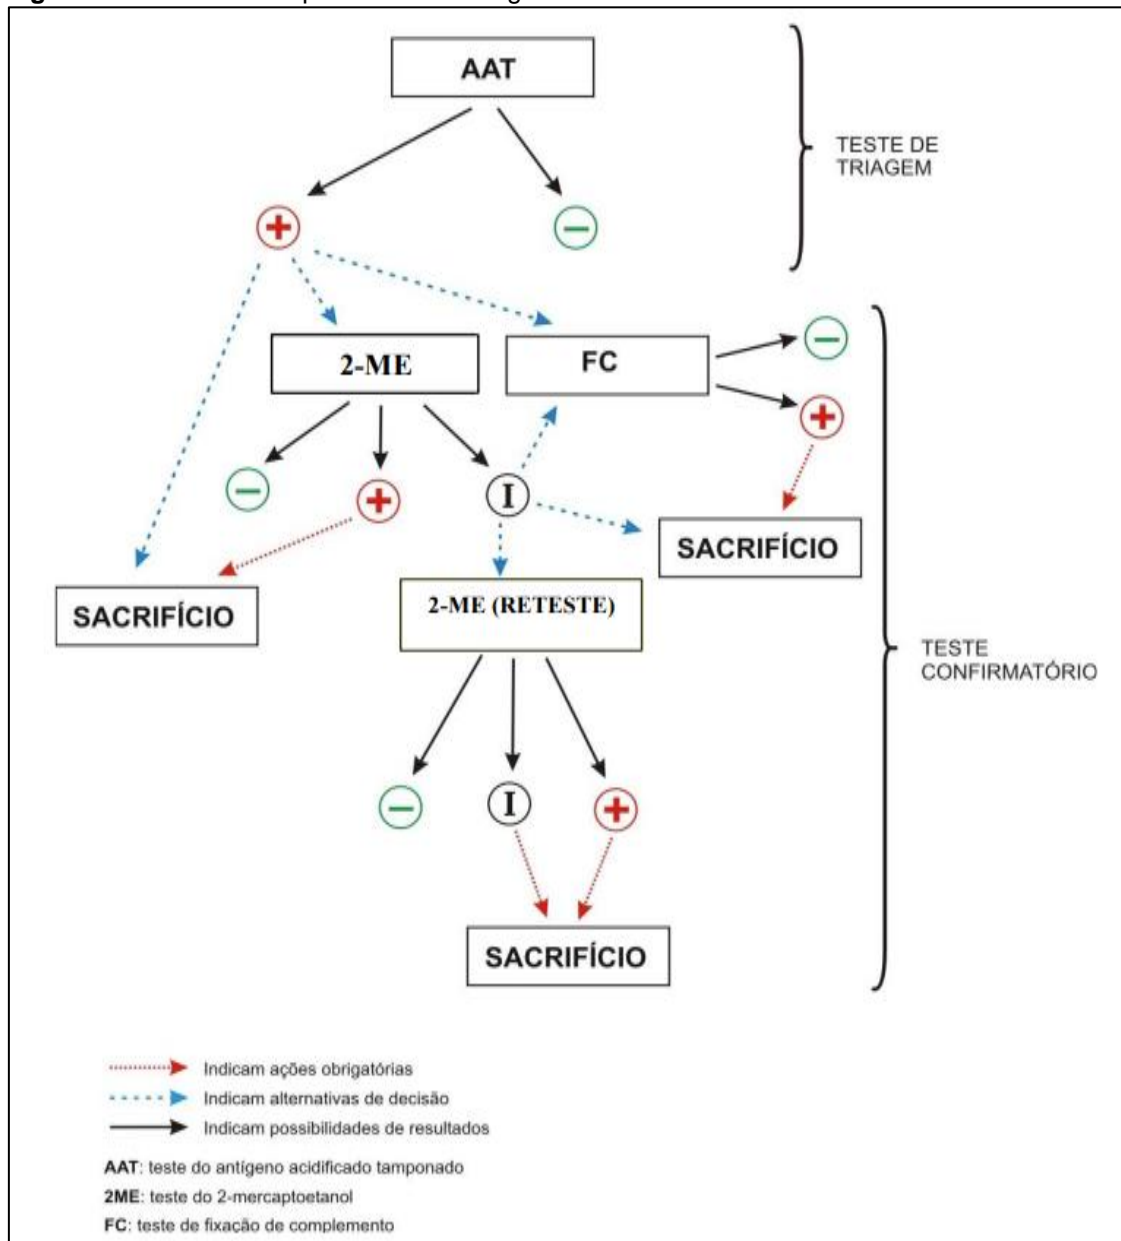 AAT
TESTE DE
TRIAGEM
+
−
2-ME
FC
−
+
−
+
I
SACRIFÍCIO
SACRIFÍCIO
2-ME (RETESTE)
TESTE
CONFIRMATÓRIO
−
I
+
SACRIFÍCIO
Indicam ações obrigatórias
Indicam alternativas de decisão
Indicam possibilidades de resultados
AAT: teste do antígeno acidificado tamponado
2ME: teste do 2-mercaptoetanol
FC: teste de fixação de complemento